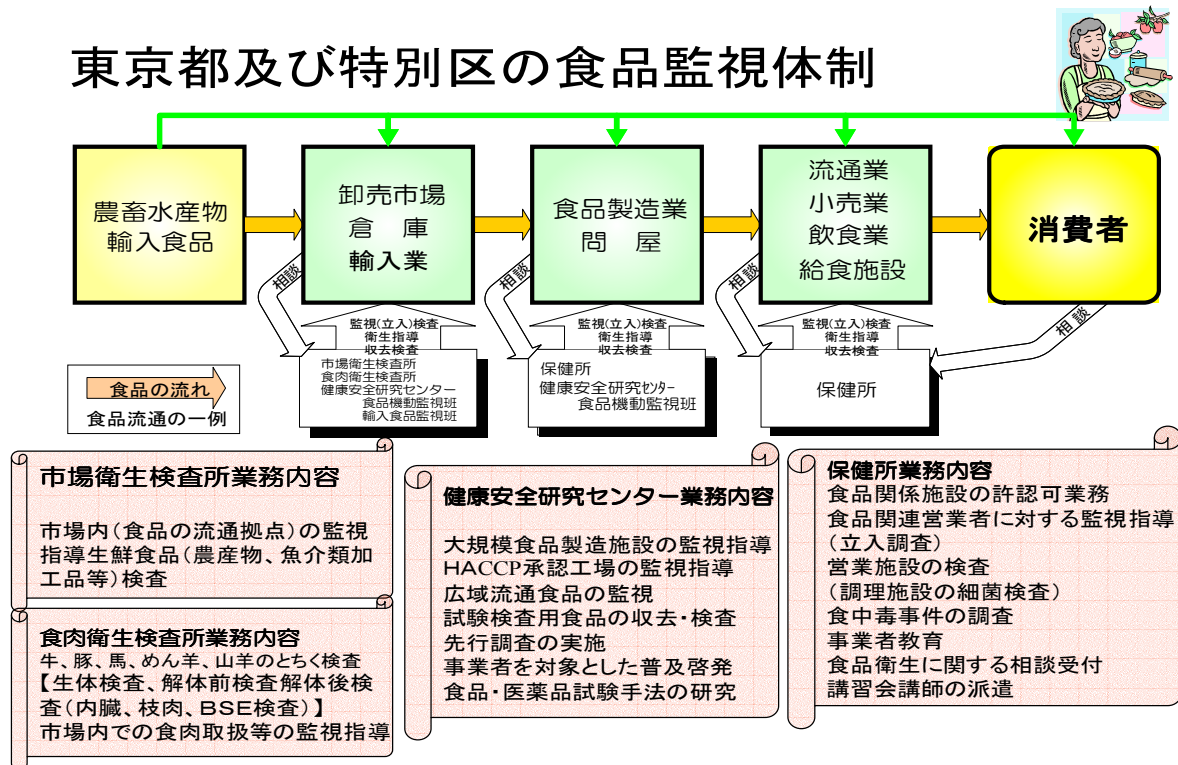 東京都及び特別区の食品監視体制
農畜水産物
輸入食品
卸売市場
倉　庫
輸入業
食品製造業
問　屋
流通業
小売業
飲食業
給食施設
消費者
相談
相談
相談
相談
監視(立入)検査
衛生指導
収去検査
市場衛生検査所
食肉衛生検査所
健康安全研究センター
食品機動監視班
輸入食品監視班
監視(立入)検査
衛生指導
収去検査
保健所
健康安全研究ｾﾝﾀｰ
食品機動監視班
監視(立入)検査
衛生指導
収去検査
保健所
食品の流れ
食品流通の一例
市場衛生検査所業務内容
市場内（食品の流通拠点）の監視
指導生鮮食品（農産物、魚介類加
工品等）検査
食肉衛生検査所業務内容
牛、豚、馬、めん羊、山羊のとちく検査
【生体検査、解体前検査解体後検
査（内臓、枝肉、ＢＳＥ検査）】
市場内での食肉取扱等の監視指導
健康安全研究センター業務内容
大規模食品製造施設の監視指導
HACCP承認工場の監視指導
広域流通食品の監視
試験検査用食品の収去・検査
先行調査の実施
事業者を対象とした普及啓発
食品・医薬品試験手法の研究
保健所業務内容
食品関係施設の許認可業務
食品関連営業者に対する監視指導
（立入調査）
営業施設の検査
（調理施設の細菌検査）
食中毒事件の調査
事業者教育
食品衛生に関する相談受付
講習会講師の派遣